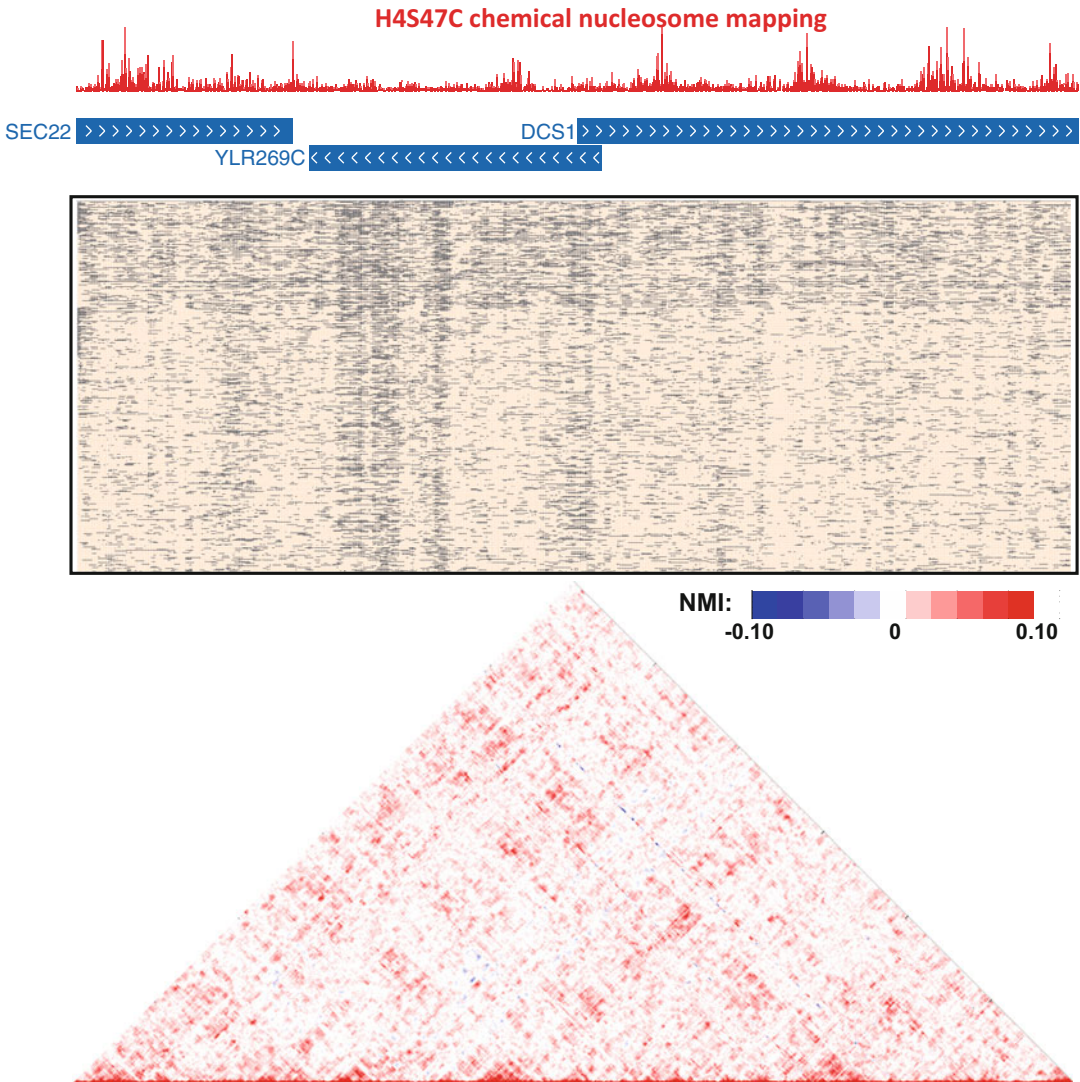 H4S47C chemical nucleosome mapping
SEC22
DCS1
YLR269C
NMI:
-0.10 0 0.10